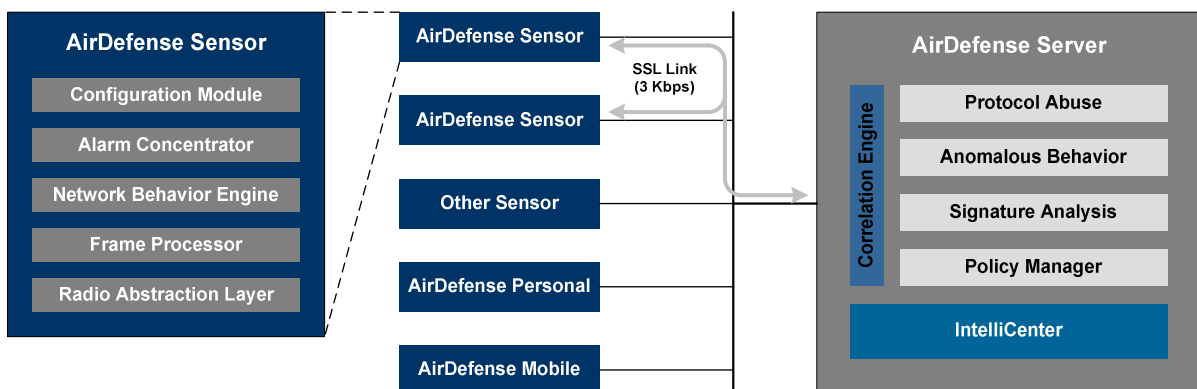 AirDefense Sensor
Configuration Module
Alarm Concentrator
Network Behavior Engine
Frame Processor
Radio Abstraction Layer
AirDefense Sensor
AirDefense Sensor
Other Sensor
AirDefense Personal
AirDefense Mobile
SSL Link
(3 Kbps)
AirDefense Server
Correlation Engine
Protocol Abuse
Anomalous Behavior
Signature Analysis
Policy Manager
IntelliCenter